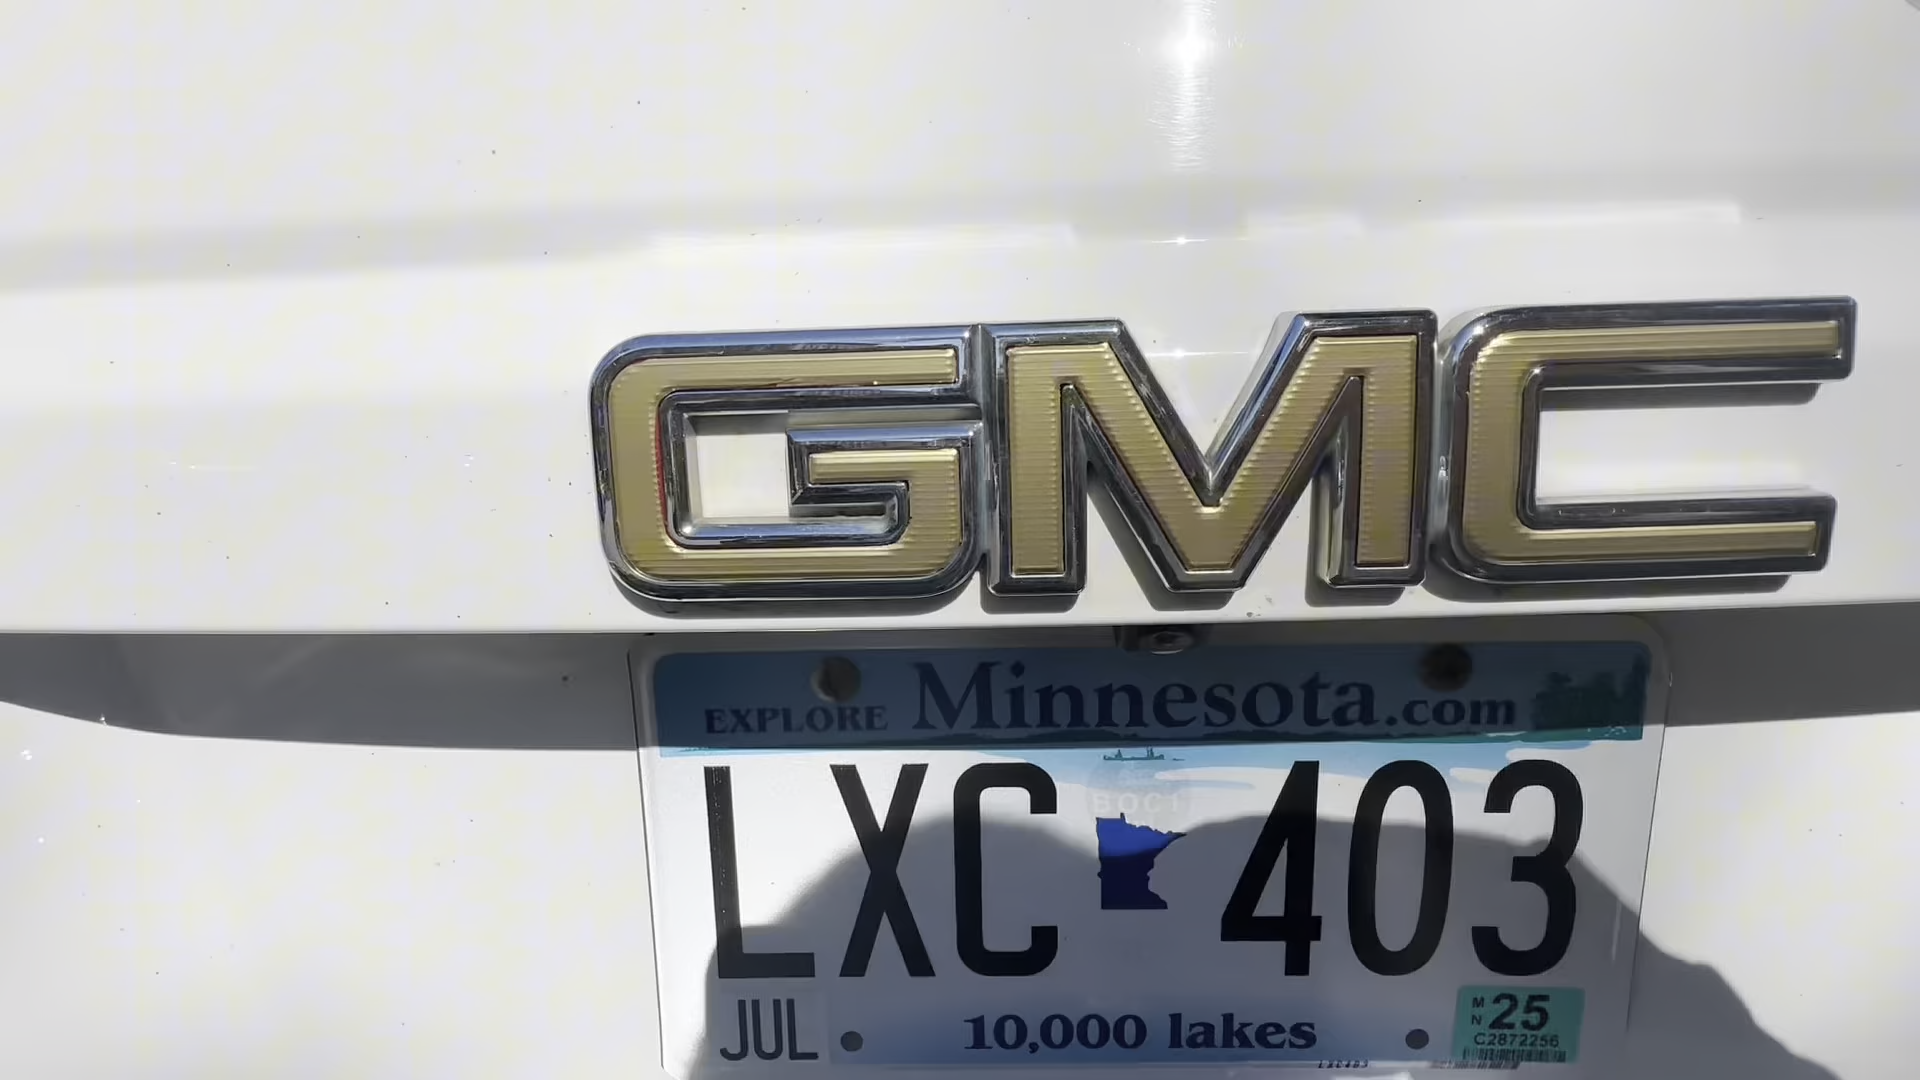 GMC
EXPLORE Minnesota.com
LXC 403
JUL
10,000 lakes
MN 25
C2872256